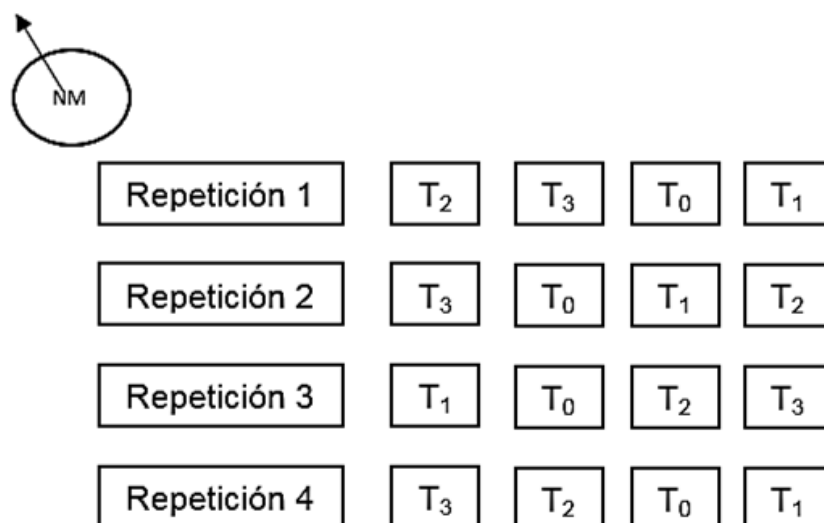 NM
Repetición 1 T₂ T₃ T₀ T₁
Repetición 2 T₃ T₀ T₁ T₂
Repetición 3 T₁ T₀ T₂ T₃
Repetición 4 T₃ T₂ T₀ T₁